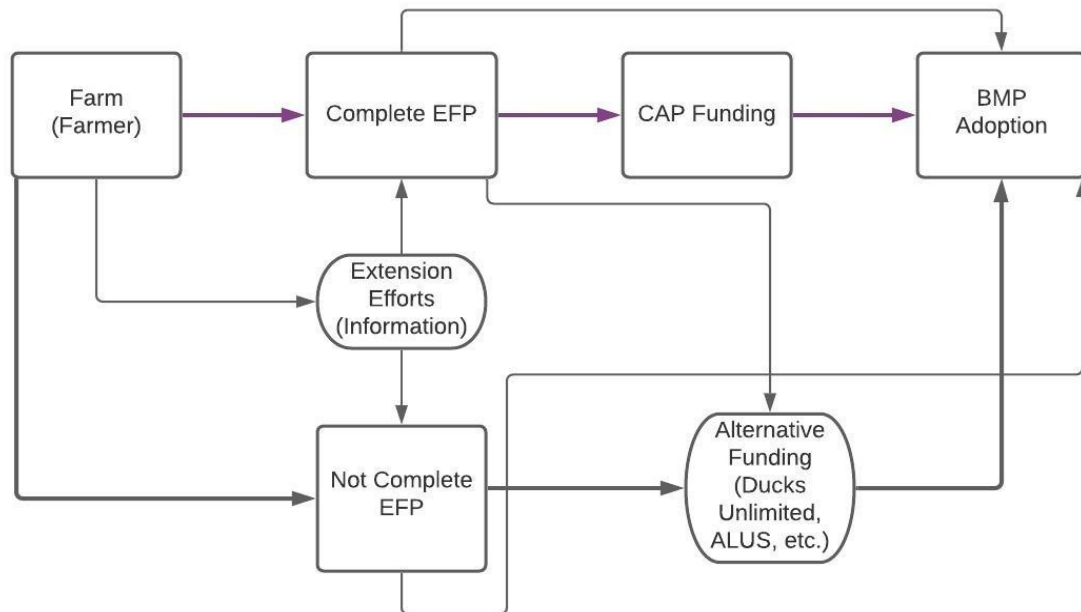 Farm
(Farmer)
Complete EFP
CAP Funding
BMP
Adoption
Extension
Efforts
(Information)
Not Complete
EFP
Alternative
Funding
(Ducks
Unlimited,
ALUS, etc.)